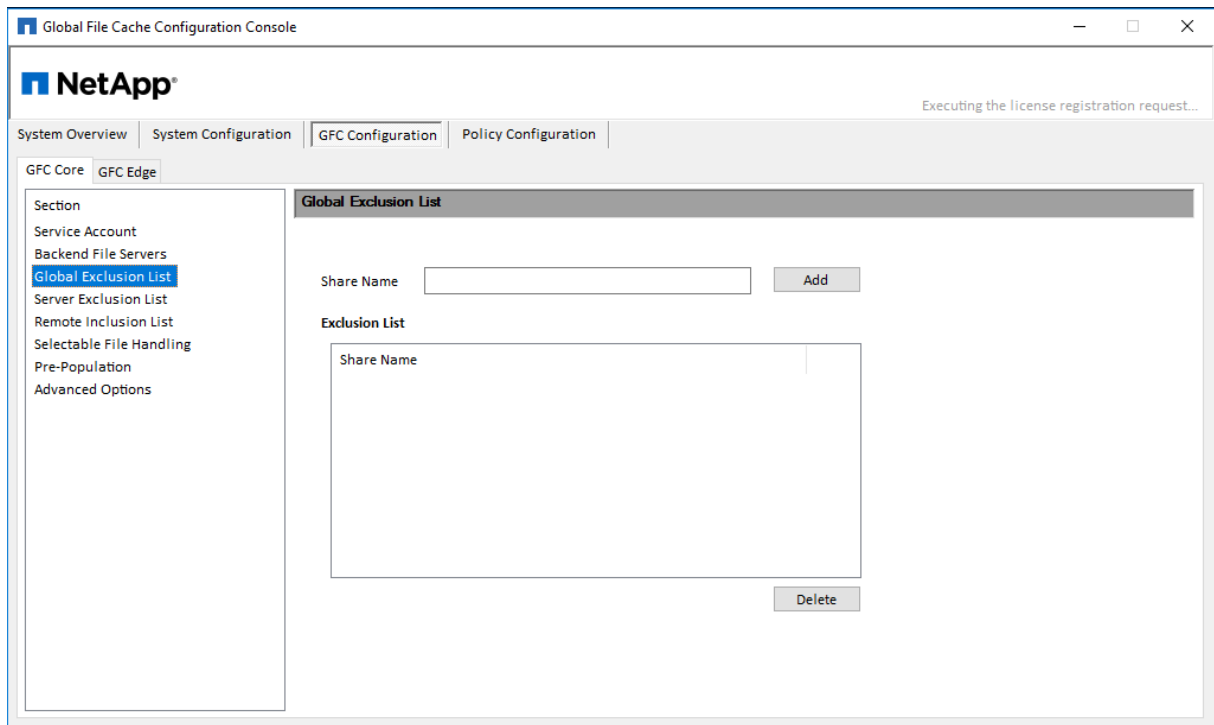 Global File Cache Configuration Console
NetApp®
Executing the license registration request...
System Overview System Configuration GFC Configuration Policy Configuration
GFC Core GFC Edge
Section
Service Account
Backend File Servers
Global Exclusion List
Server Exclusion List
Remote Inclusion List
Selectable File Handling
Pre-Population
Advanced Options
Global Exclusion List
Share Name Add
Exclusion List
Share Name
Delete